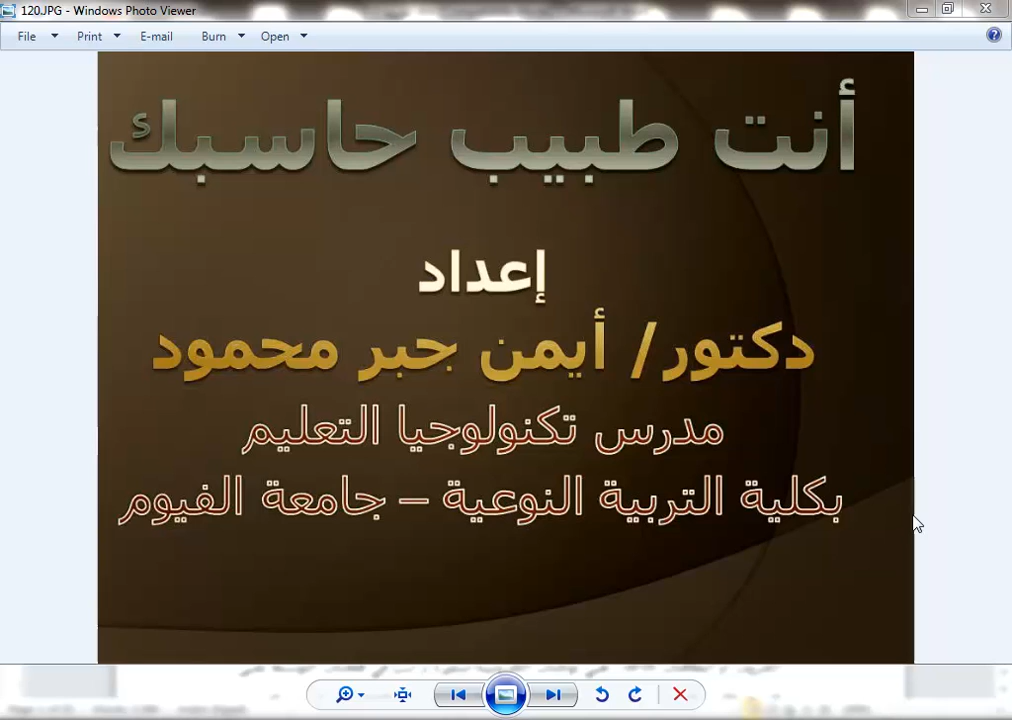 120.JPG - Windows Photo Viewer
File Print E-mail Burn Open
أنت طبيب حاسبك
إعداد
دكتور/ أيمن جبر محمود
مدرس تكنولوجيا التعليم
بكلية التربية النوعية – جامعة الفيوم